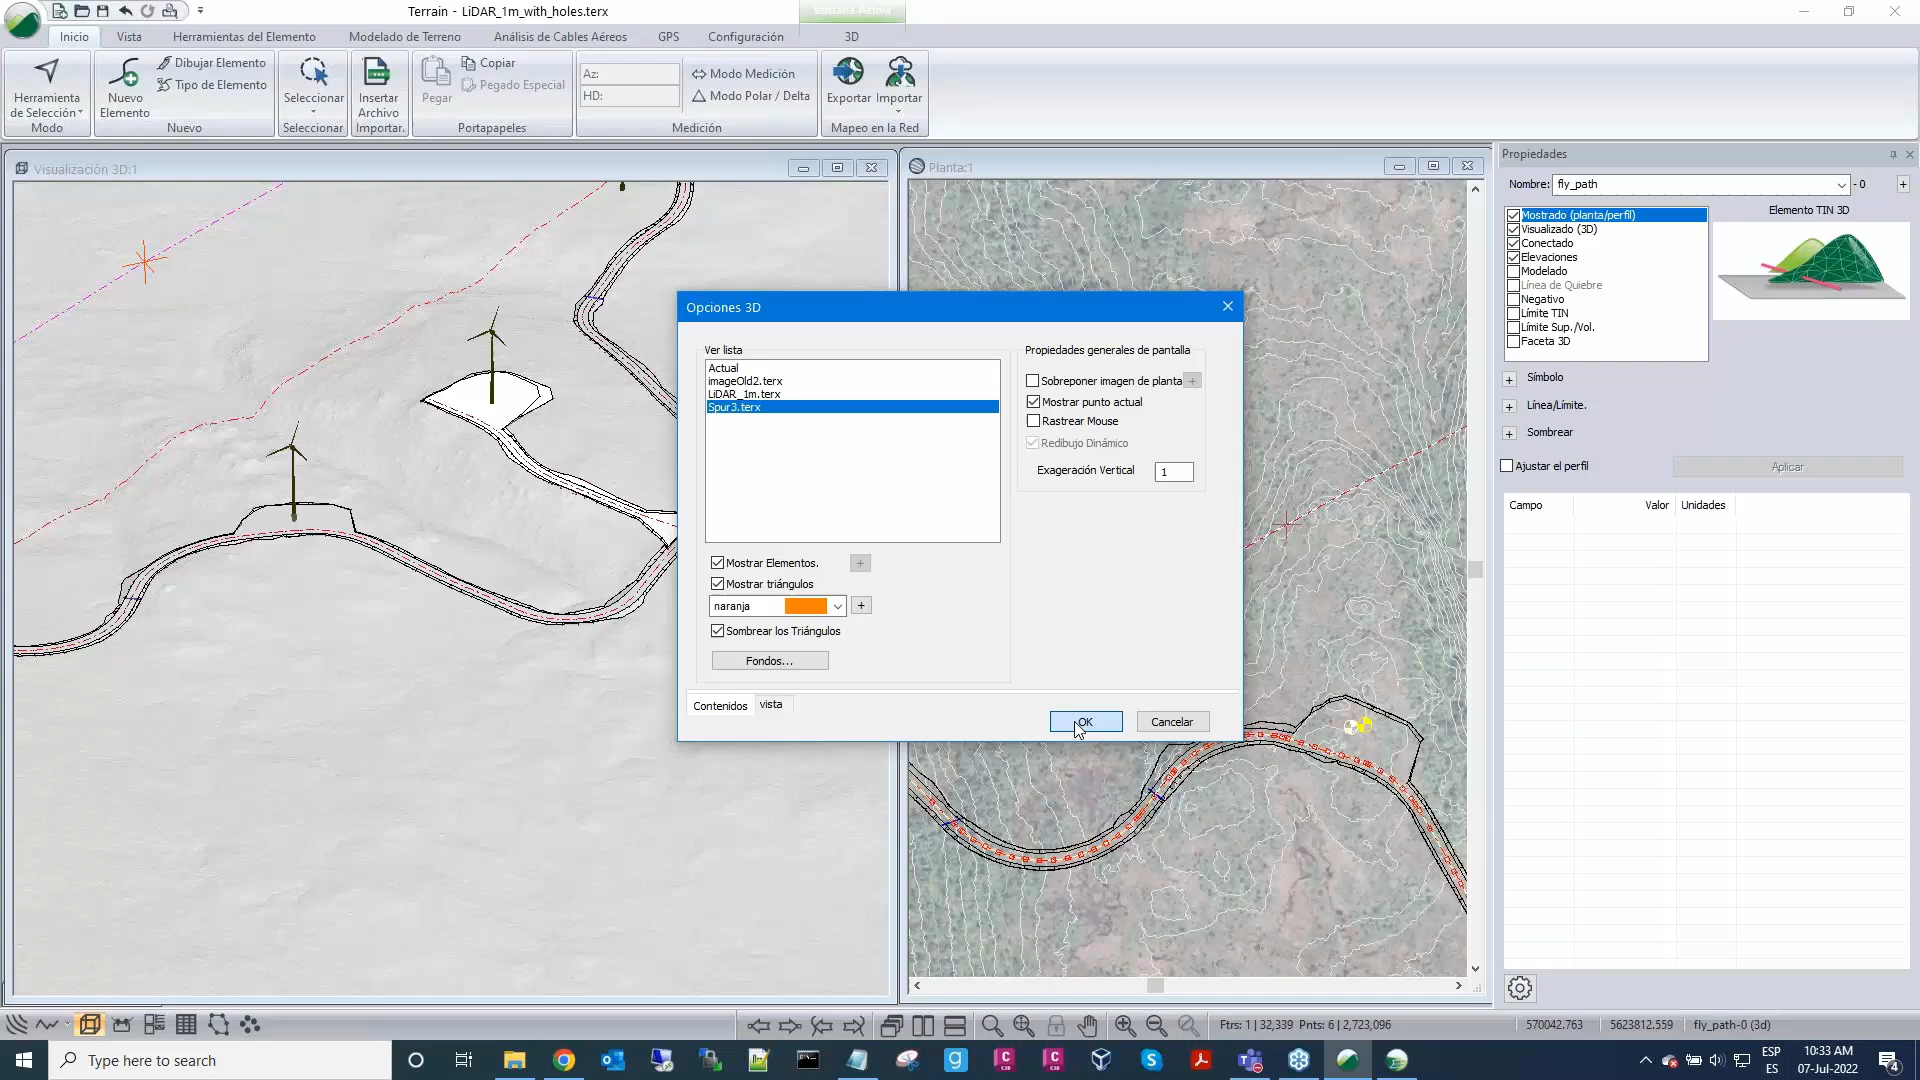 Terrain - LiDAR_1m_with_holes.terx
Ventana Activa
Inicio
Vista
Herramientas del Elemento
Modelado de Terreno
Análisis de Cables Aéreos
GPS
Configuración
3D
Herramienta de Selección
Modo
Nuevo Elemento
Dibujar Elemento
Tipo de Elemento
Nuevo
Seleccionar
Seleccionar
Insertar Archivo
Importar.
Pegar
Copiar
Pegado Especial
Portapapeles
Az:
HD:
Modo Medición
Modo Polar / Delta
Medición
Exportar
Importar
Mapeo en la Red
Visualización 3D:1
Planta:1
Opciones 3D
Ver lista
Actual
imageOld2.terx
LiDAR_1m.terx
Spur3.terx
Mostrar Elementos.
+
Mostrar triángulos
naranja
+
Sombrear los Triángulos
Fondos...
Propiedades generales de pantalla
Sobreponer imagen de planta
+
Mostrar punto actual
Rastrear Mouse
Redibujo Dinámico
Exageración Vertical
1
Contenidos
vista
OK
Cancelar
Propiedades
Nombre:
fly_path
- 0
+
Mostrado (planta/perfil)
Visualizado (3D)
Conectado
Elevaciones
Modelado
Línea de Quiebre
Negativo
Límite TIN
Límite Sup./Vol.
Faceta 3D
Elemento TIN 3D
+ Símbolo
+ Línea/Límite.
+ Sombrear
Ajustar el perfil
Aplicar
Campo
Valor
Unidades
Ftrs: 1 | 32,339 Pnts: 6 | 2,723,096
570042.763
5623812.559
fly_path-0 (3d)
Type here to search
ESP
ES
10:33 AM
07-Jul-2022
4